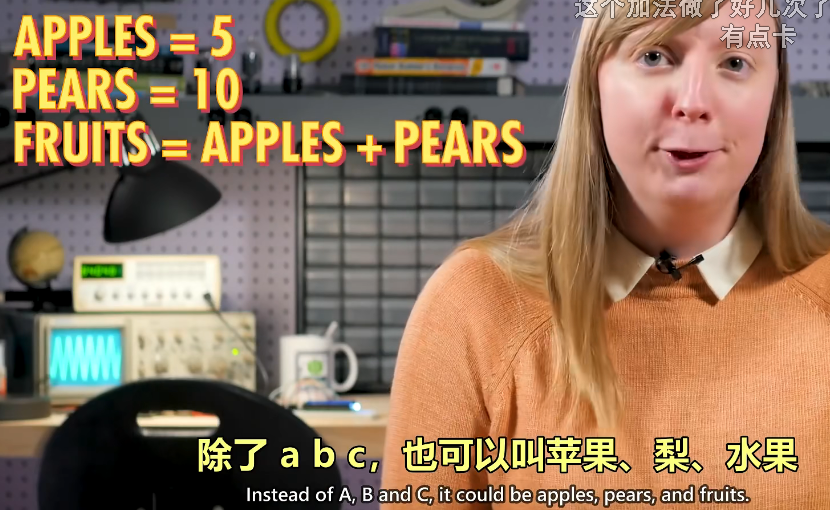 这个加法做了好几次了
有点卡
APPLES = 5
PEARS = 10
FRUITS = APPLES + PEARS
除了 a b c，也可以叫苹果、梨、水果
Instead of A, B and C, it could be apples, pears, and fruits.